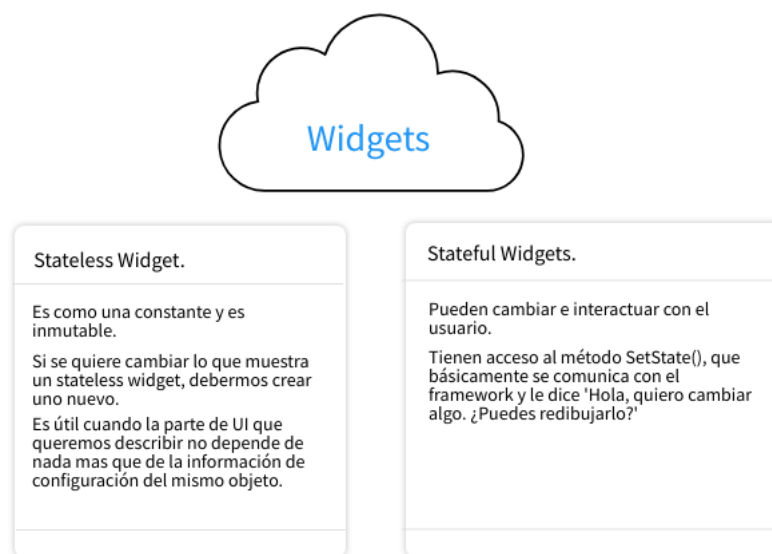 Widgets
Stateless Widget.
Es como una constante y es
inmutable.
Si se quiere cambiar lo que muestra
un stateless widget, debermos crear
uno nuevo.
Es útil cuando la parte de UI que
queremos describir no depende de
nada mas que de la información de
configuración del mismo objeto.
Stateful Widgets.
Pueden cambiar e interactuar con el
usuario.
Tienen acceso al método SetState(), que
básicamente se comunica con el
framework y le dice 'Hola, quiero cambiar
algo. ¿Puedes redibujarlo?'